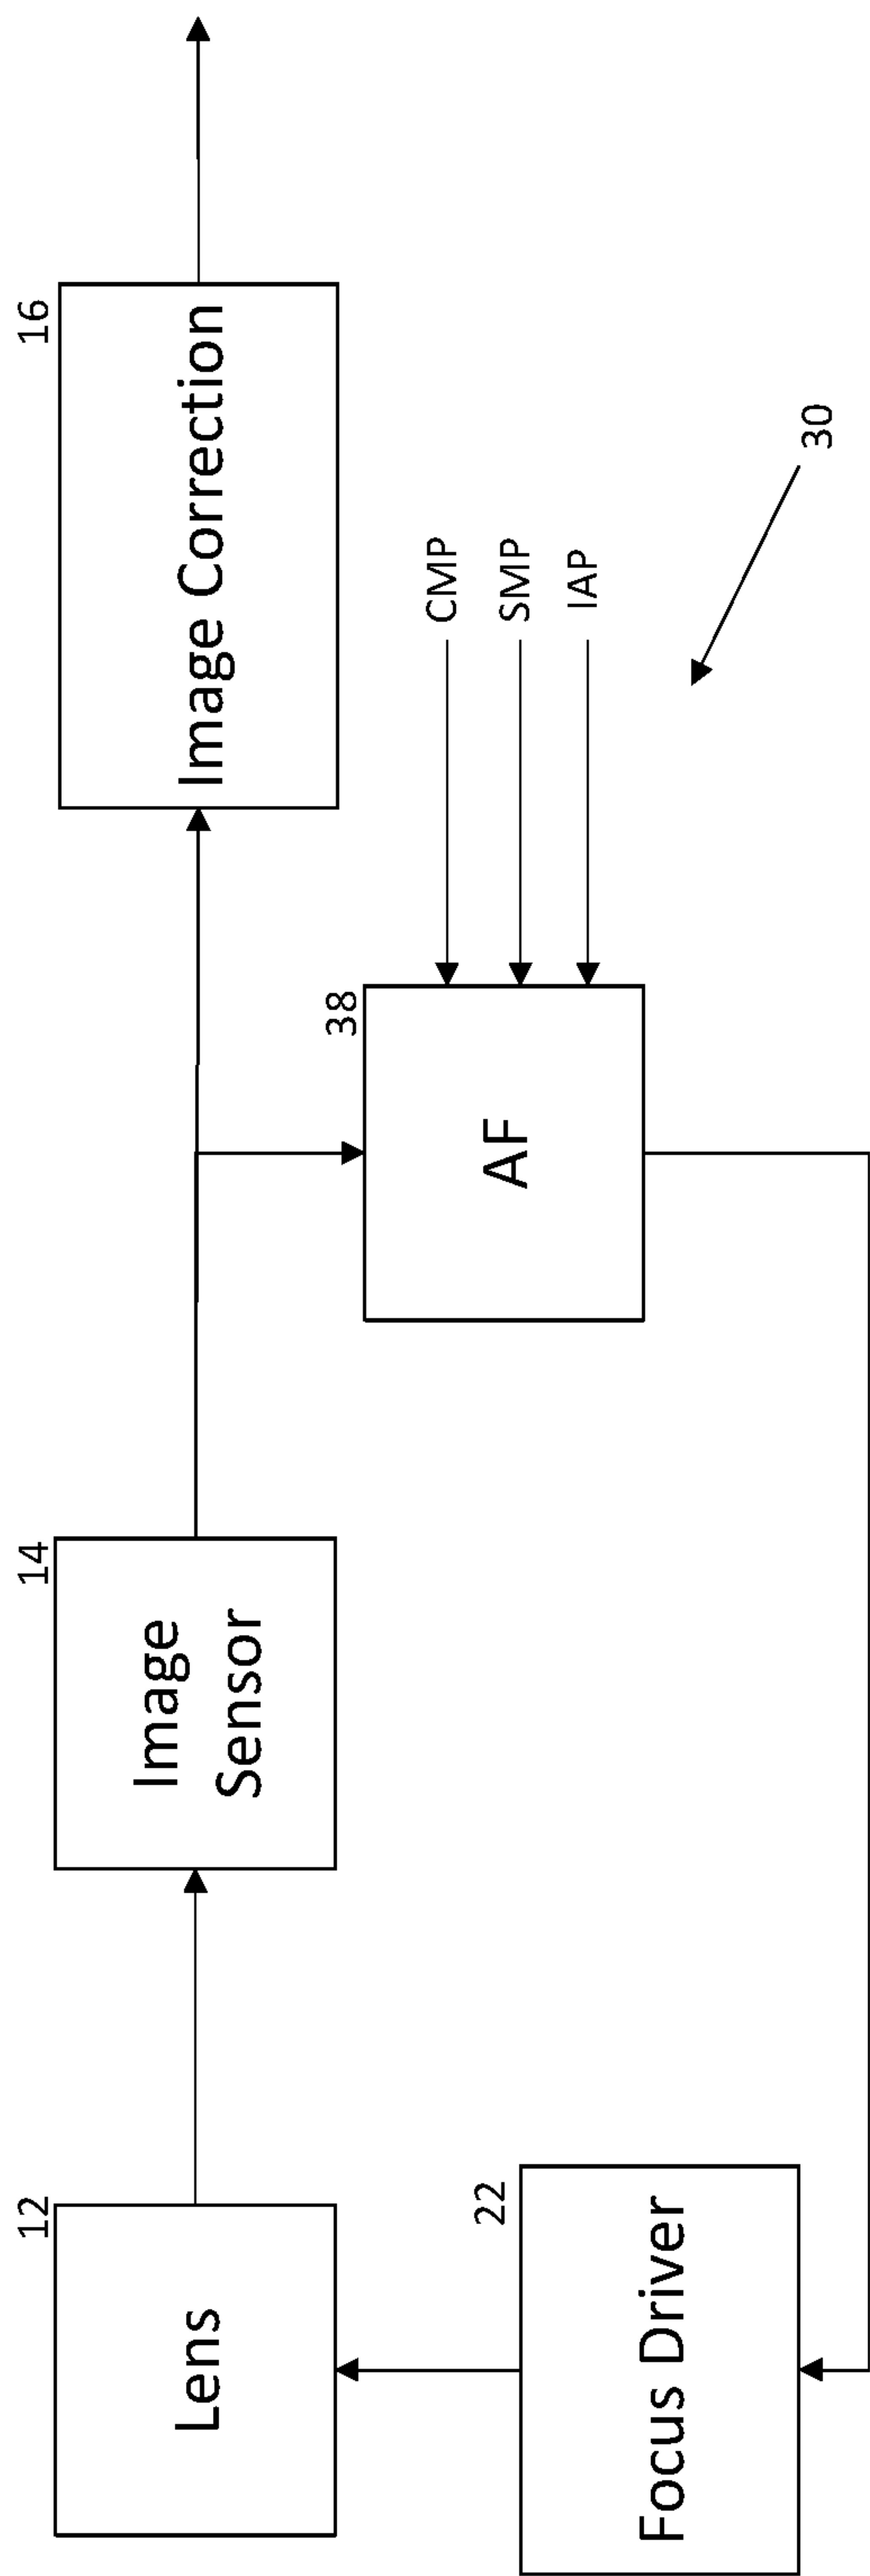 12
Lens
14
Image
Sensor
16
Image Correction
22
Focus Driver
38
AF
CMP
SMP
IAP
30